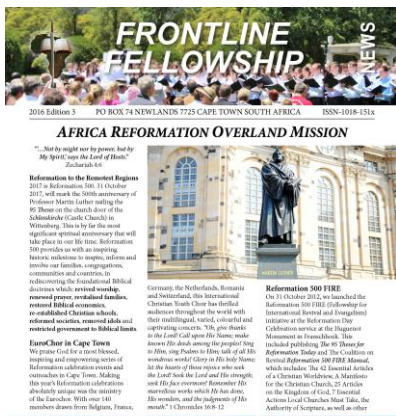 FRONTLINE
FELLOWSHIP
NEWS
2016 Edition 3 PO BOX 74 NEWLANDS 7725 CAPE TOWN SOUTH AFRICA ISSN-1018-151x
AFRICA REFORMATION OVERLAND MISSION
"...Not by might nor by power, but by
My Spirit,' says the Lord of Hosts."
Zechariah 4:6
Reformation to the Remotest Regions
2017 is Reformation 500. 31 October
2017, will mark the 500th anniversary of
Professor Martin Luther nailing the
95 Theses on the church door of the
Schlosskirche (Castle Church) in
Wittenberg. This is by far the most
significant spiritual anniversary that will
take place in our life time. Reformation
500 provides us with an inspiring
historic milestone to inspire, inform and
involve our families, congregations,
communities and countries, in
rediscovering the foundational Biblical
doctrines which: revived worship,
renewed prayer, revitalised families,
restored Biblical economics,
re-established Christian schools,
reformed societies, removed idols and
restricted government to Biblical limits.
EuroChor in Cape Town
We praise God for a most blessed,
inspiring and empowering series of
Reformation celebration events and
outreaches in Cape Town. Making
this year's Reformation celebrations
absolutely unique was the ministry
of the Eurochor. With over 140
members drawn from Belgium, France,
MARTIN LUTHER
Germany, the Netherlands, Romania
and Switzerland, this International
Christian Youth Choir has thrilled
audiences throughout the world with
their multilingual, varied, colourful and
captivating concerts. "Oh, give thanks
to the Lord! Call upon His Name; make
known His deeds among the peoples! Sing
to Him, sing Psalms to Him; talk of all His
wondrous works! Glory in His holy Name;
let the hearts of those rejoice who seek
the Lord! Seek the Lord and His strength;
seek His face evermore! Remember His
marvellous works which He has done,
His wonders, and the judgments of His
mouth." 1 Chronicles 16:8-12
Reformation 500
On 31 October 2012, we launched the
Reformation 500 FIRE (Fellowship for
International Revival and Evangelism)
initiative at the Reformation Day
Celebration service at the Huguenot
Monument in Franschhoek. This
included publishing The 95 Theses for
Reformation Today and The Coalition on
Revival Reformation 500 FIRE Manual,
which includes: The 42 Essential Articles
of a Christian Worldview, A Manifesto
for the Christian Church, 25 Articles
on the Kingdom of God, 7 Essential
Actions Local Churches Must Take, the
Authority of Scripture, as well as other